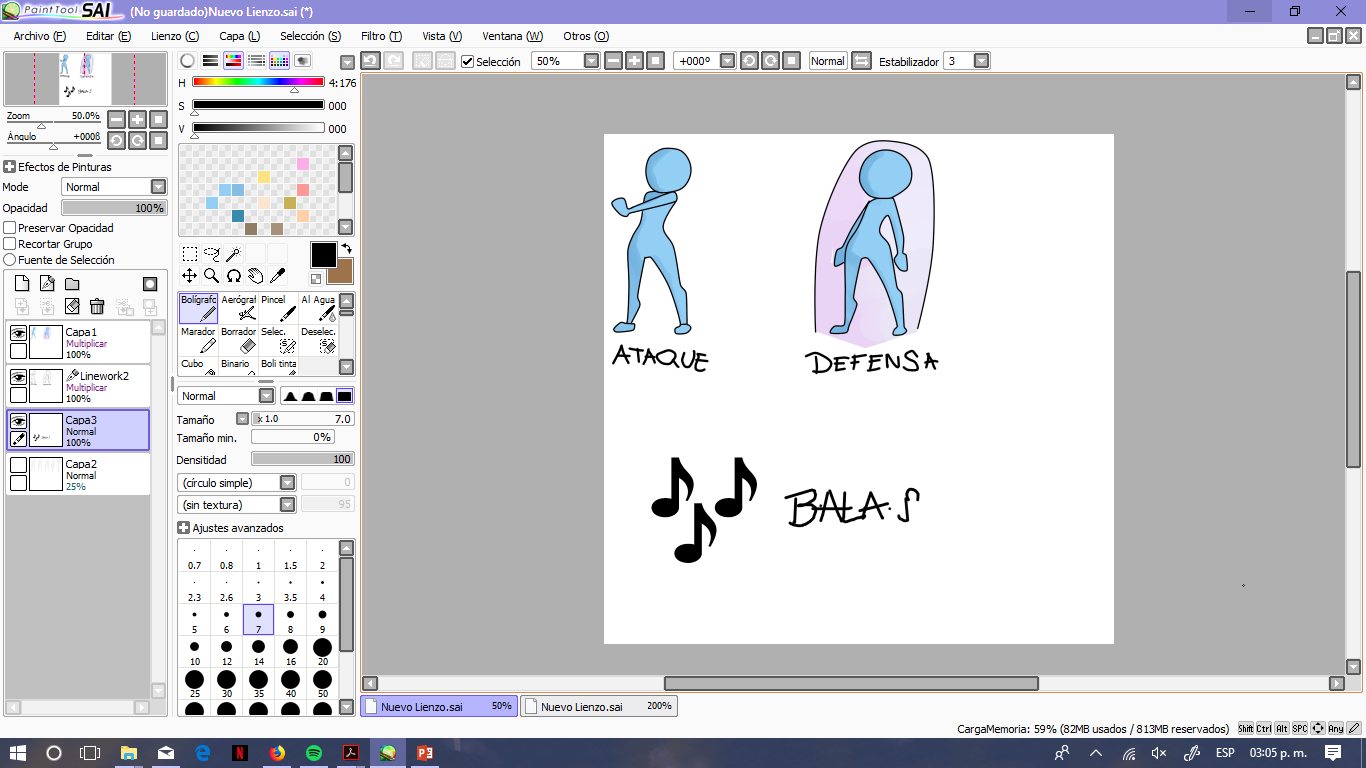 PaintTool SAI (No guardado)Nuevo Lienzo.sai (*)
Archivo (F) Editar (E) Lienzo (C) Capa (L) Selección (S) Filtro (T) Vista (V) Ventana (W) Otros (O)
Selección 50% +000º Normal Estabilizador 3
Zoom 50.0%
Ángulo +000ß
Efectos de Pinturas
Mode Normal
Opacidad 100%
Preservar Opacidad
Recortar Grupo
Fuente de Selección
Capa1
Multiplicar
100%
Linework2
Multiplicar
100%
Capa3
Normal
100%
Capa2
Normal
25%
H 4:176
S 000
V 000
Bolígrafo Aerógraf Pincel Al Agua
Marador Borrador Selec. Deselec.
Cubo Binario Boli tinta
Normal
Tamaño x 1.0 7.0
Tamaño min. 0%
Densitidad 100
(círculo simple) 0
(sin textura) 95
Ajustes avanzados
0.7 0.8 1 1.5 2
2.3 2.6 3 3.5 4
5 6 7 8 9
10 12 14 16 20
25 30 35 40 50
ATAQUE DEFENSA
BALAS
Nuevo Lienzo.sai 50% Nuevo Lienzo.sai 200%
CargaMemoria: 59% (82MB usados / 813MB reservados) Shift Ctrl Alt SPC Any
ESP 03:05 p. m.